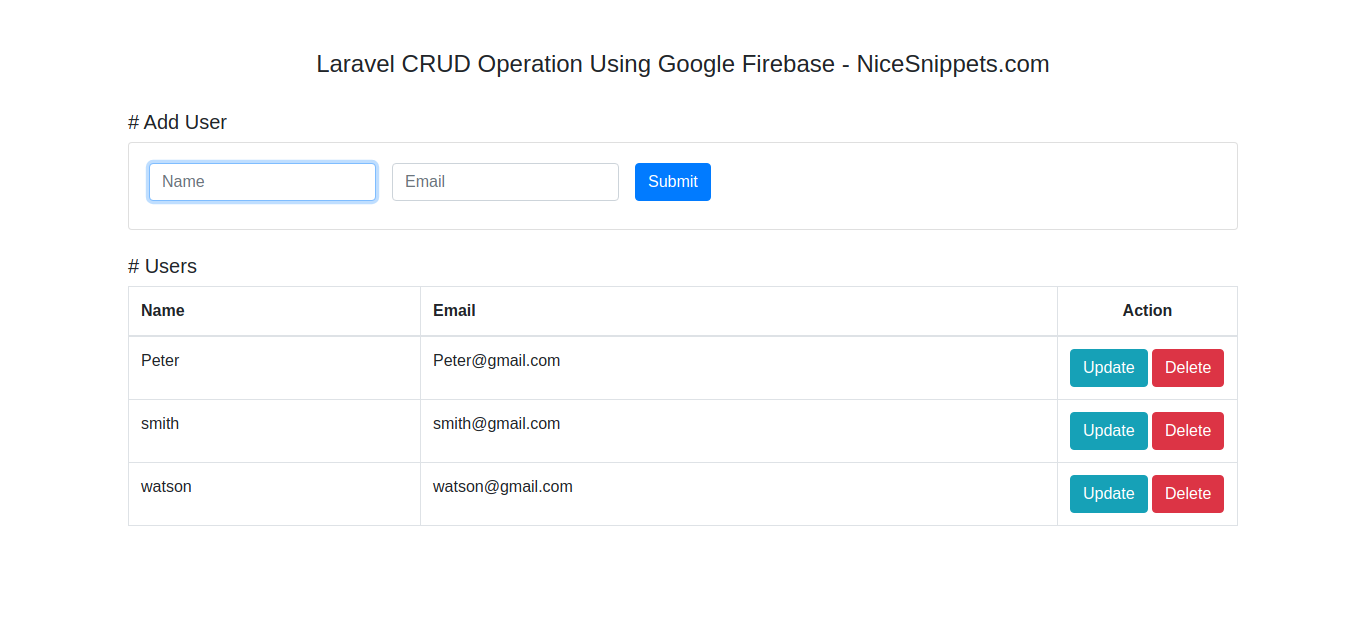 Laravel CRUD Operation Using Google Firebase - NiceSnippets.com
# Add User
Name Email Submit
# Users
Name Email Action
Peter Peter@gmail.com Update Delete
smith smith@gmail.com Update Delete
watson watson@gmail.com Update Delete